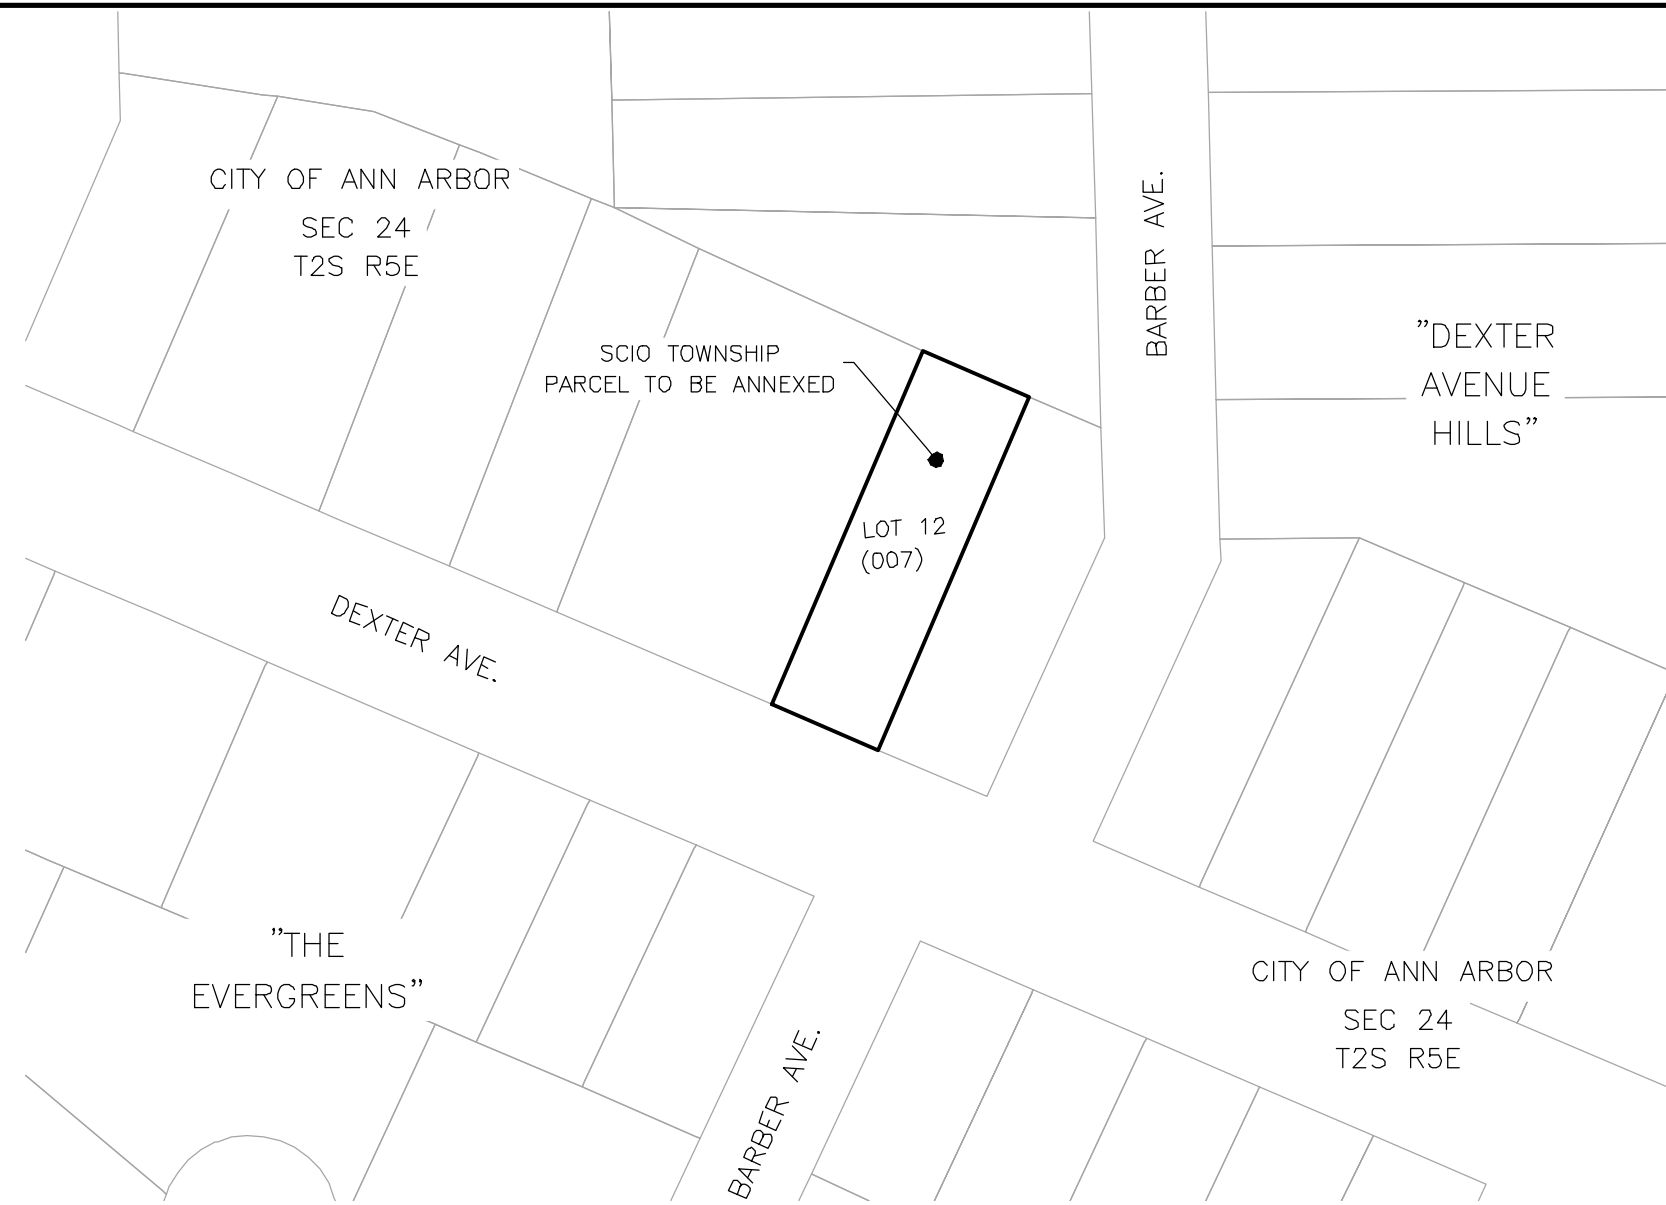 CITY OF ANN ARBOR
SEC 24
T2S R5E
BARBER AVE.
"DEXTER
AVENUE
HILLS"
SCIO TOWNSHIP
PARCEL TO BE ANNEXED
LOT 12
(007)
DEXTER AVE.
"THE
EVERGREENS"
CITY OF ANN ARBOR
SEC 24
T2S R5E
BARBER AVE.